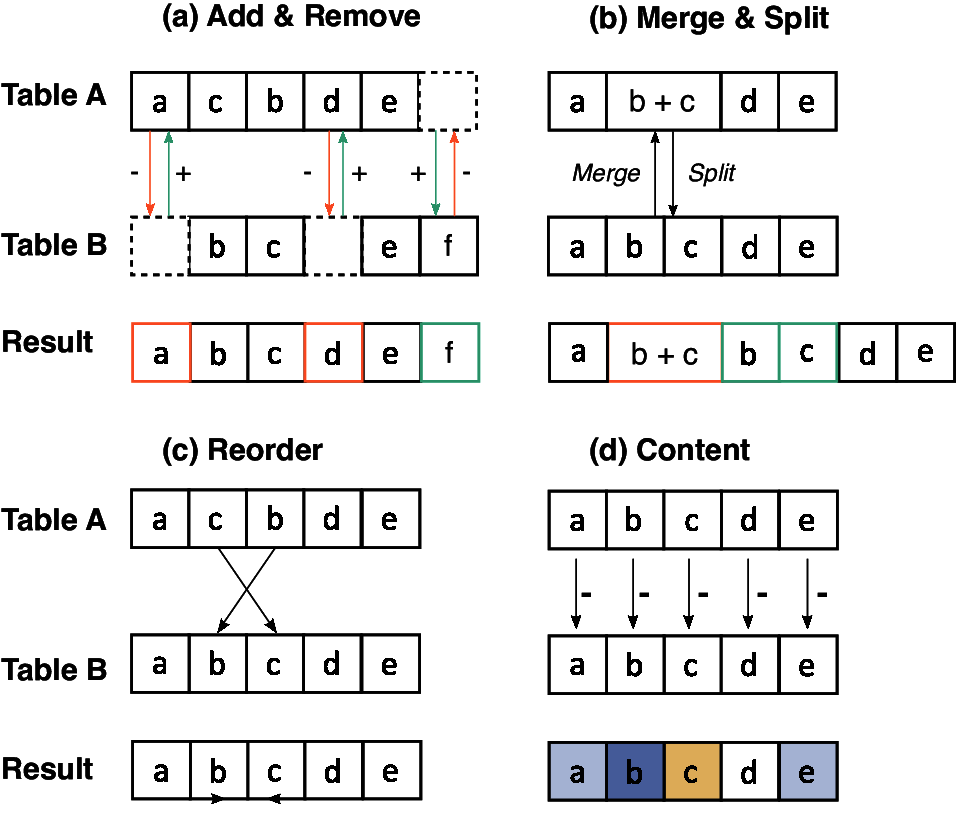 (a) Add & Remove
Table A a c b d e
- + - + + -
Table B b c e f
Result a b c d e f
(b) Merge & Split
a b + c d e
Merge Split
a b c d e
a b + c b c d e
(c) Reorder
Table A a c b d e
Table B a b c d e
Result a b c d e
(d) Content
a b c d e
- - - - -
a b c d e
a b c d e